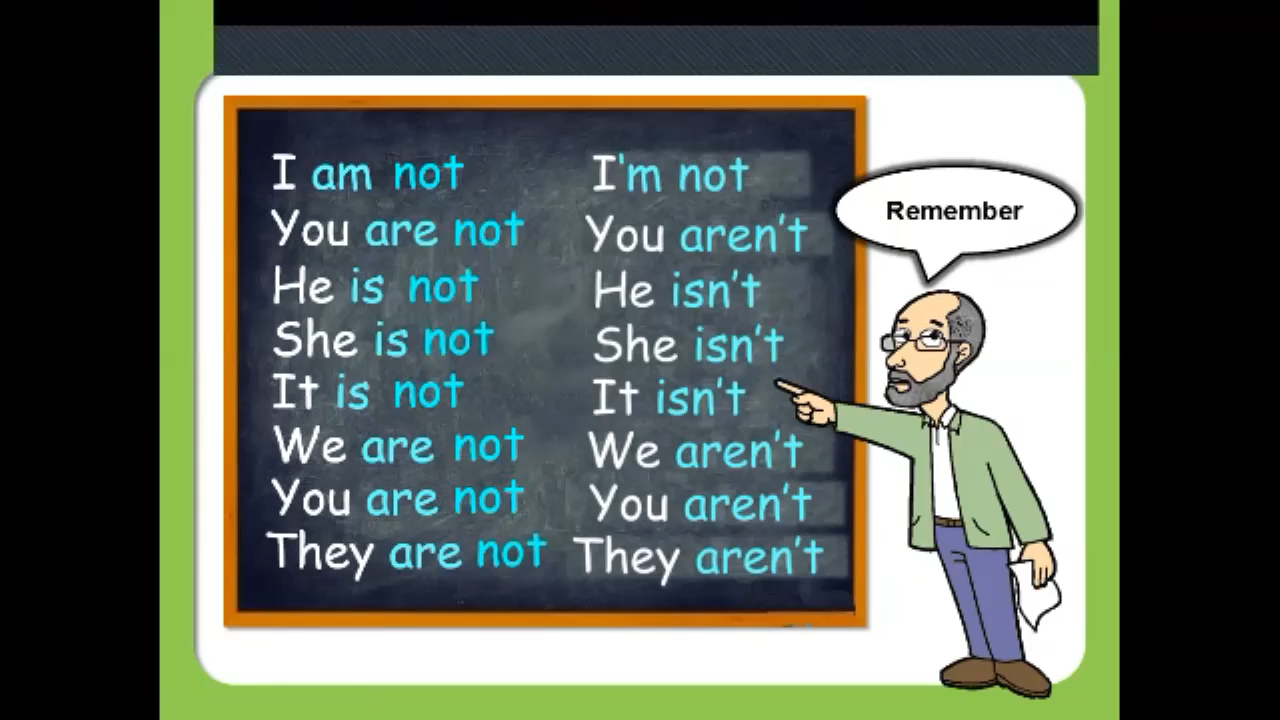 I am not I'm not
You are not You aren't
He is not He isn't
She is not She isn't
It is not It isn't
We are not We aren't
You are not You aren't
They are not They aren't
Remember